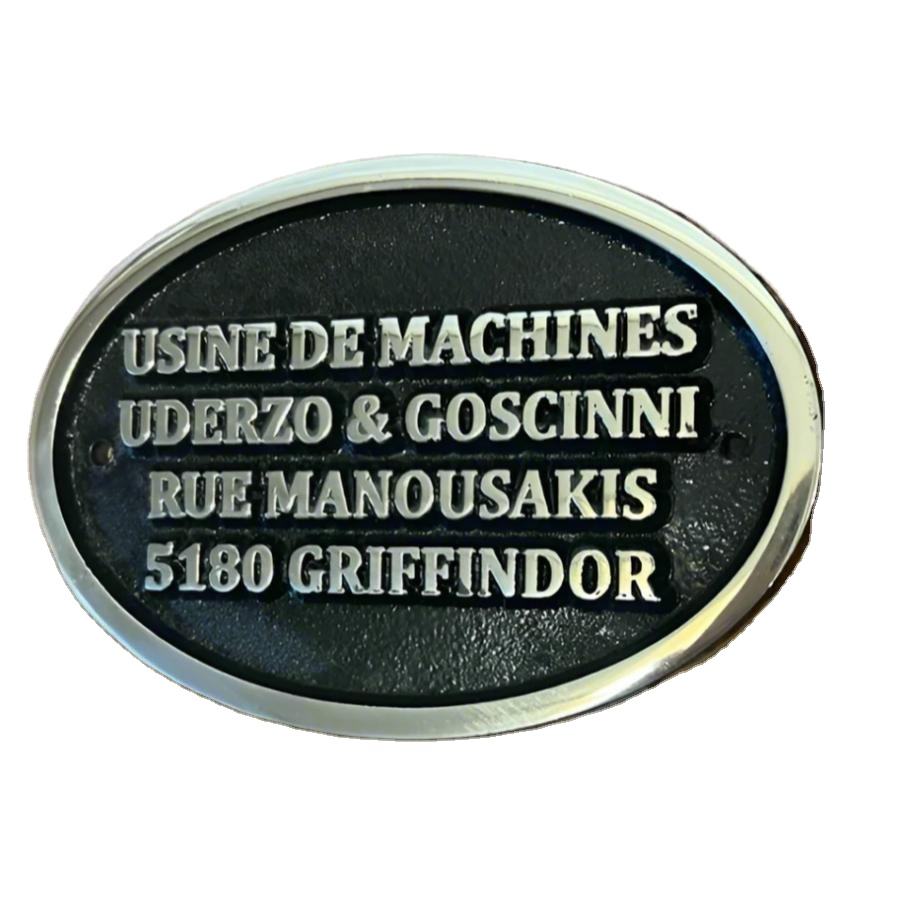 USINE DE MACHINES
UDERZO & GOSCINNI
RUE MANOUSAKIS
5180 GRIFFINDOR